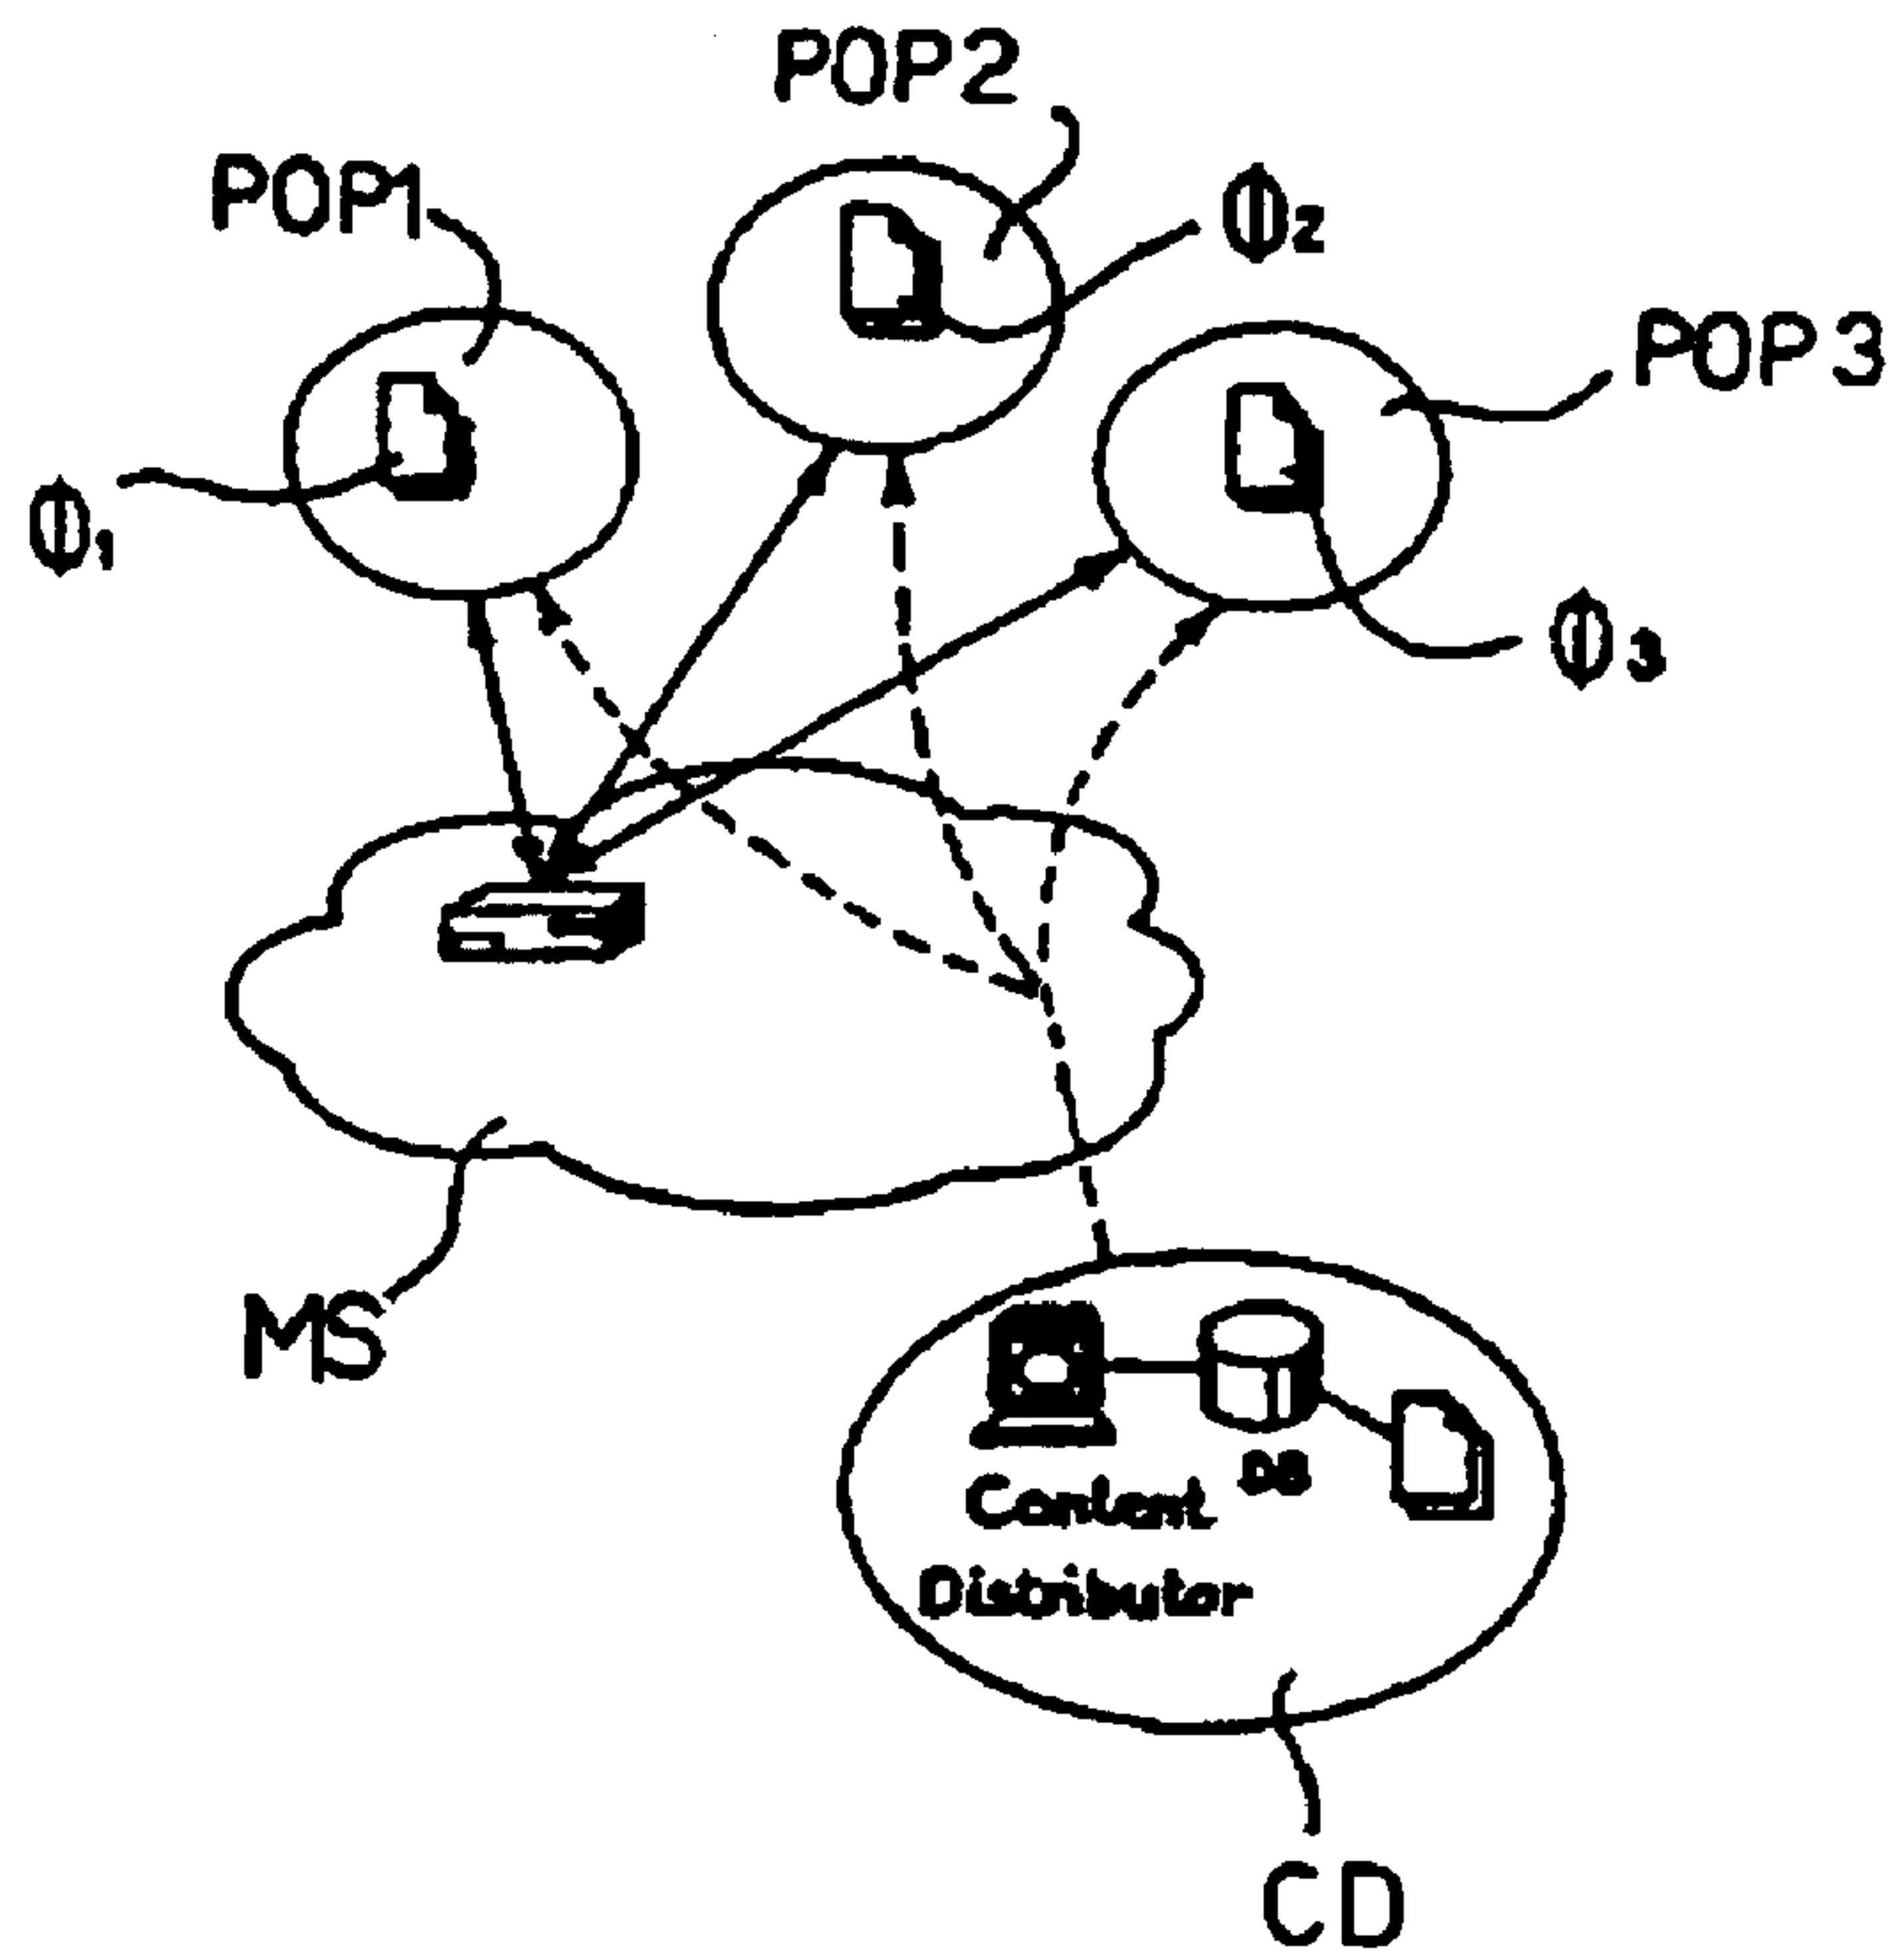 POP2
POP1
Φ2
POP3
Φ1
Φ3
MS
DB
Content
Distributor
CD